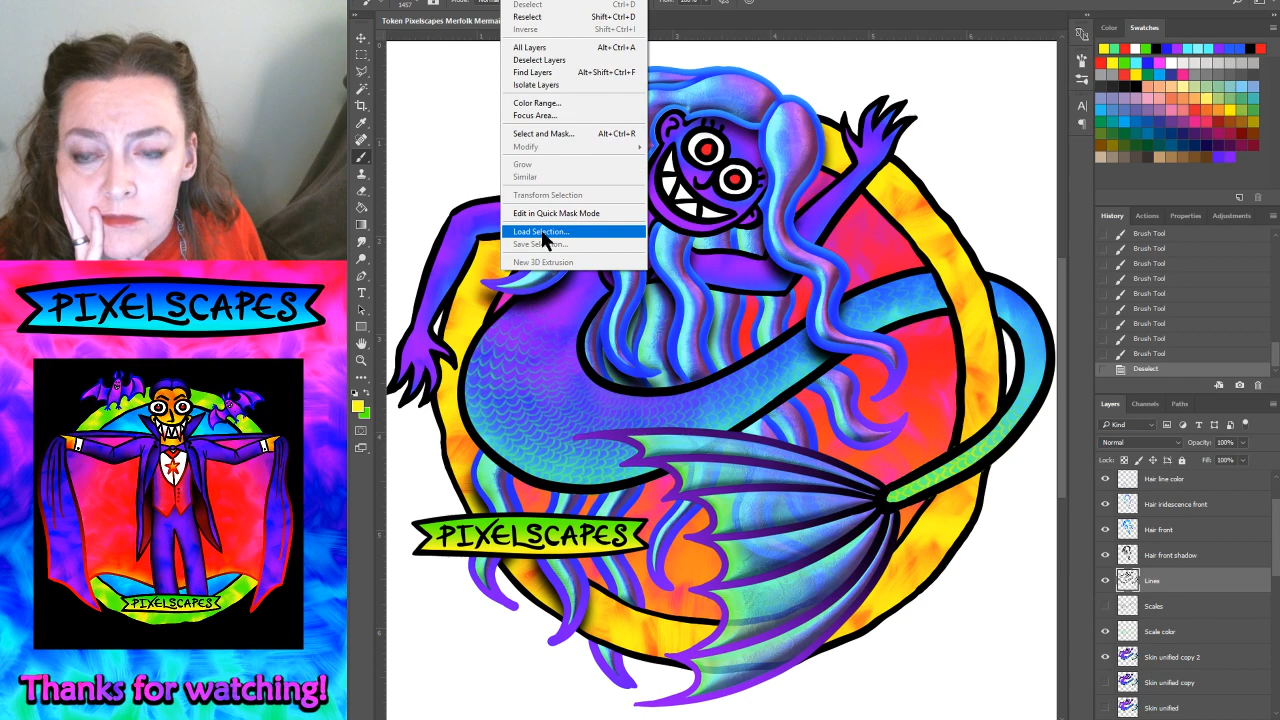 1457
Token Pixelscapes Merfolk Mermai
Deselect Ctrl+D
Reselect Shift+Ctrl+D
Inverse Shift+Ctrl+I
All Layers Alt+Ctrl+A
Deselect Layers
Find Layers Alt+Shift+Ctrl+F
Isolate Layers
Color Range...
Focus Area...
Select and Mask... Alt+Ctrl+R
Modify
Grow
Similar
Transform Selection
Edit in Quick Mask Mode
Load Selection...
New 3D Extrusion
PIXELSCAPES
PIXELSCAPES
Thanks for watching!
PIXELSCAPES
Color Swatches
History Actions Properties Adjustments
Brush Tool
Brush Tool
Brush Tool
Brush Tool
Brush Tool
Brush Tool
Brush Tool
Brush Tool
Brush Tool
Deselect
Layers Channels Paths
Kind
Normal Opacity: 100%
Lock: Fill: 100%
Hair line color
Hair iridescence front
Hair front
Hair front shadow
Lines
Scales
Scale color
Skin unified copy 2
Skin unified copy
Skin unified